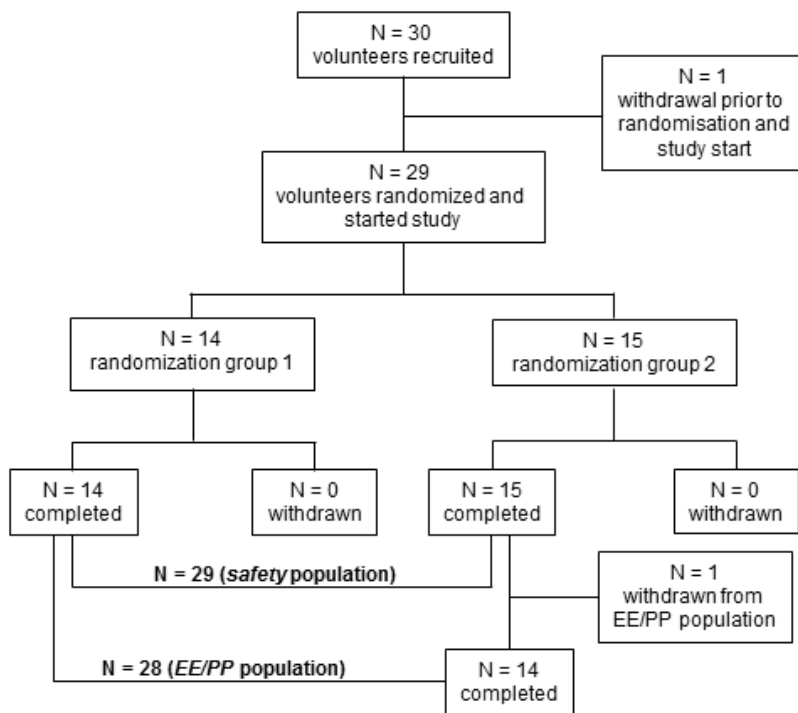 N = 30
volunteers recruited
N = 1
withdrawal prior to
randomisation and
study start
N = 29
volunteers randomized and
started study
N = 14
randomization group 1
N = 15
randomization group 2
N = 14
completed
N = 0
withdrawn
N = 15
completed
N = 0
withdrawn
N = 29 (safety population)
N = 1
withdrawn from
EE/PP population
N = 28 (EE/PP population)
N = 14
completed